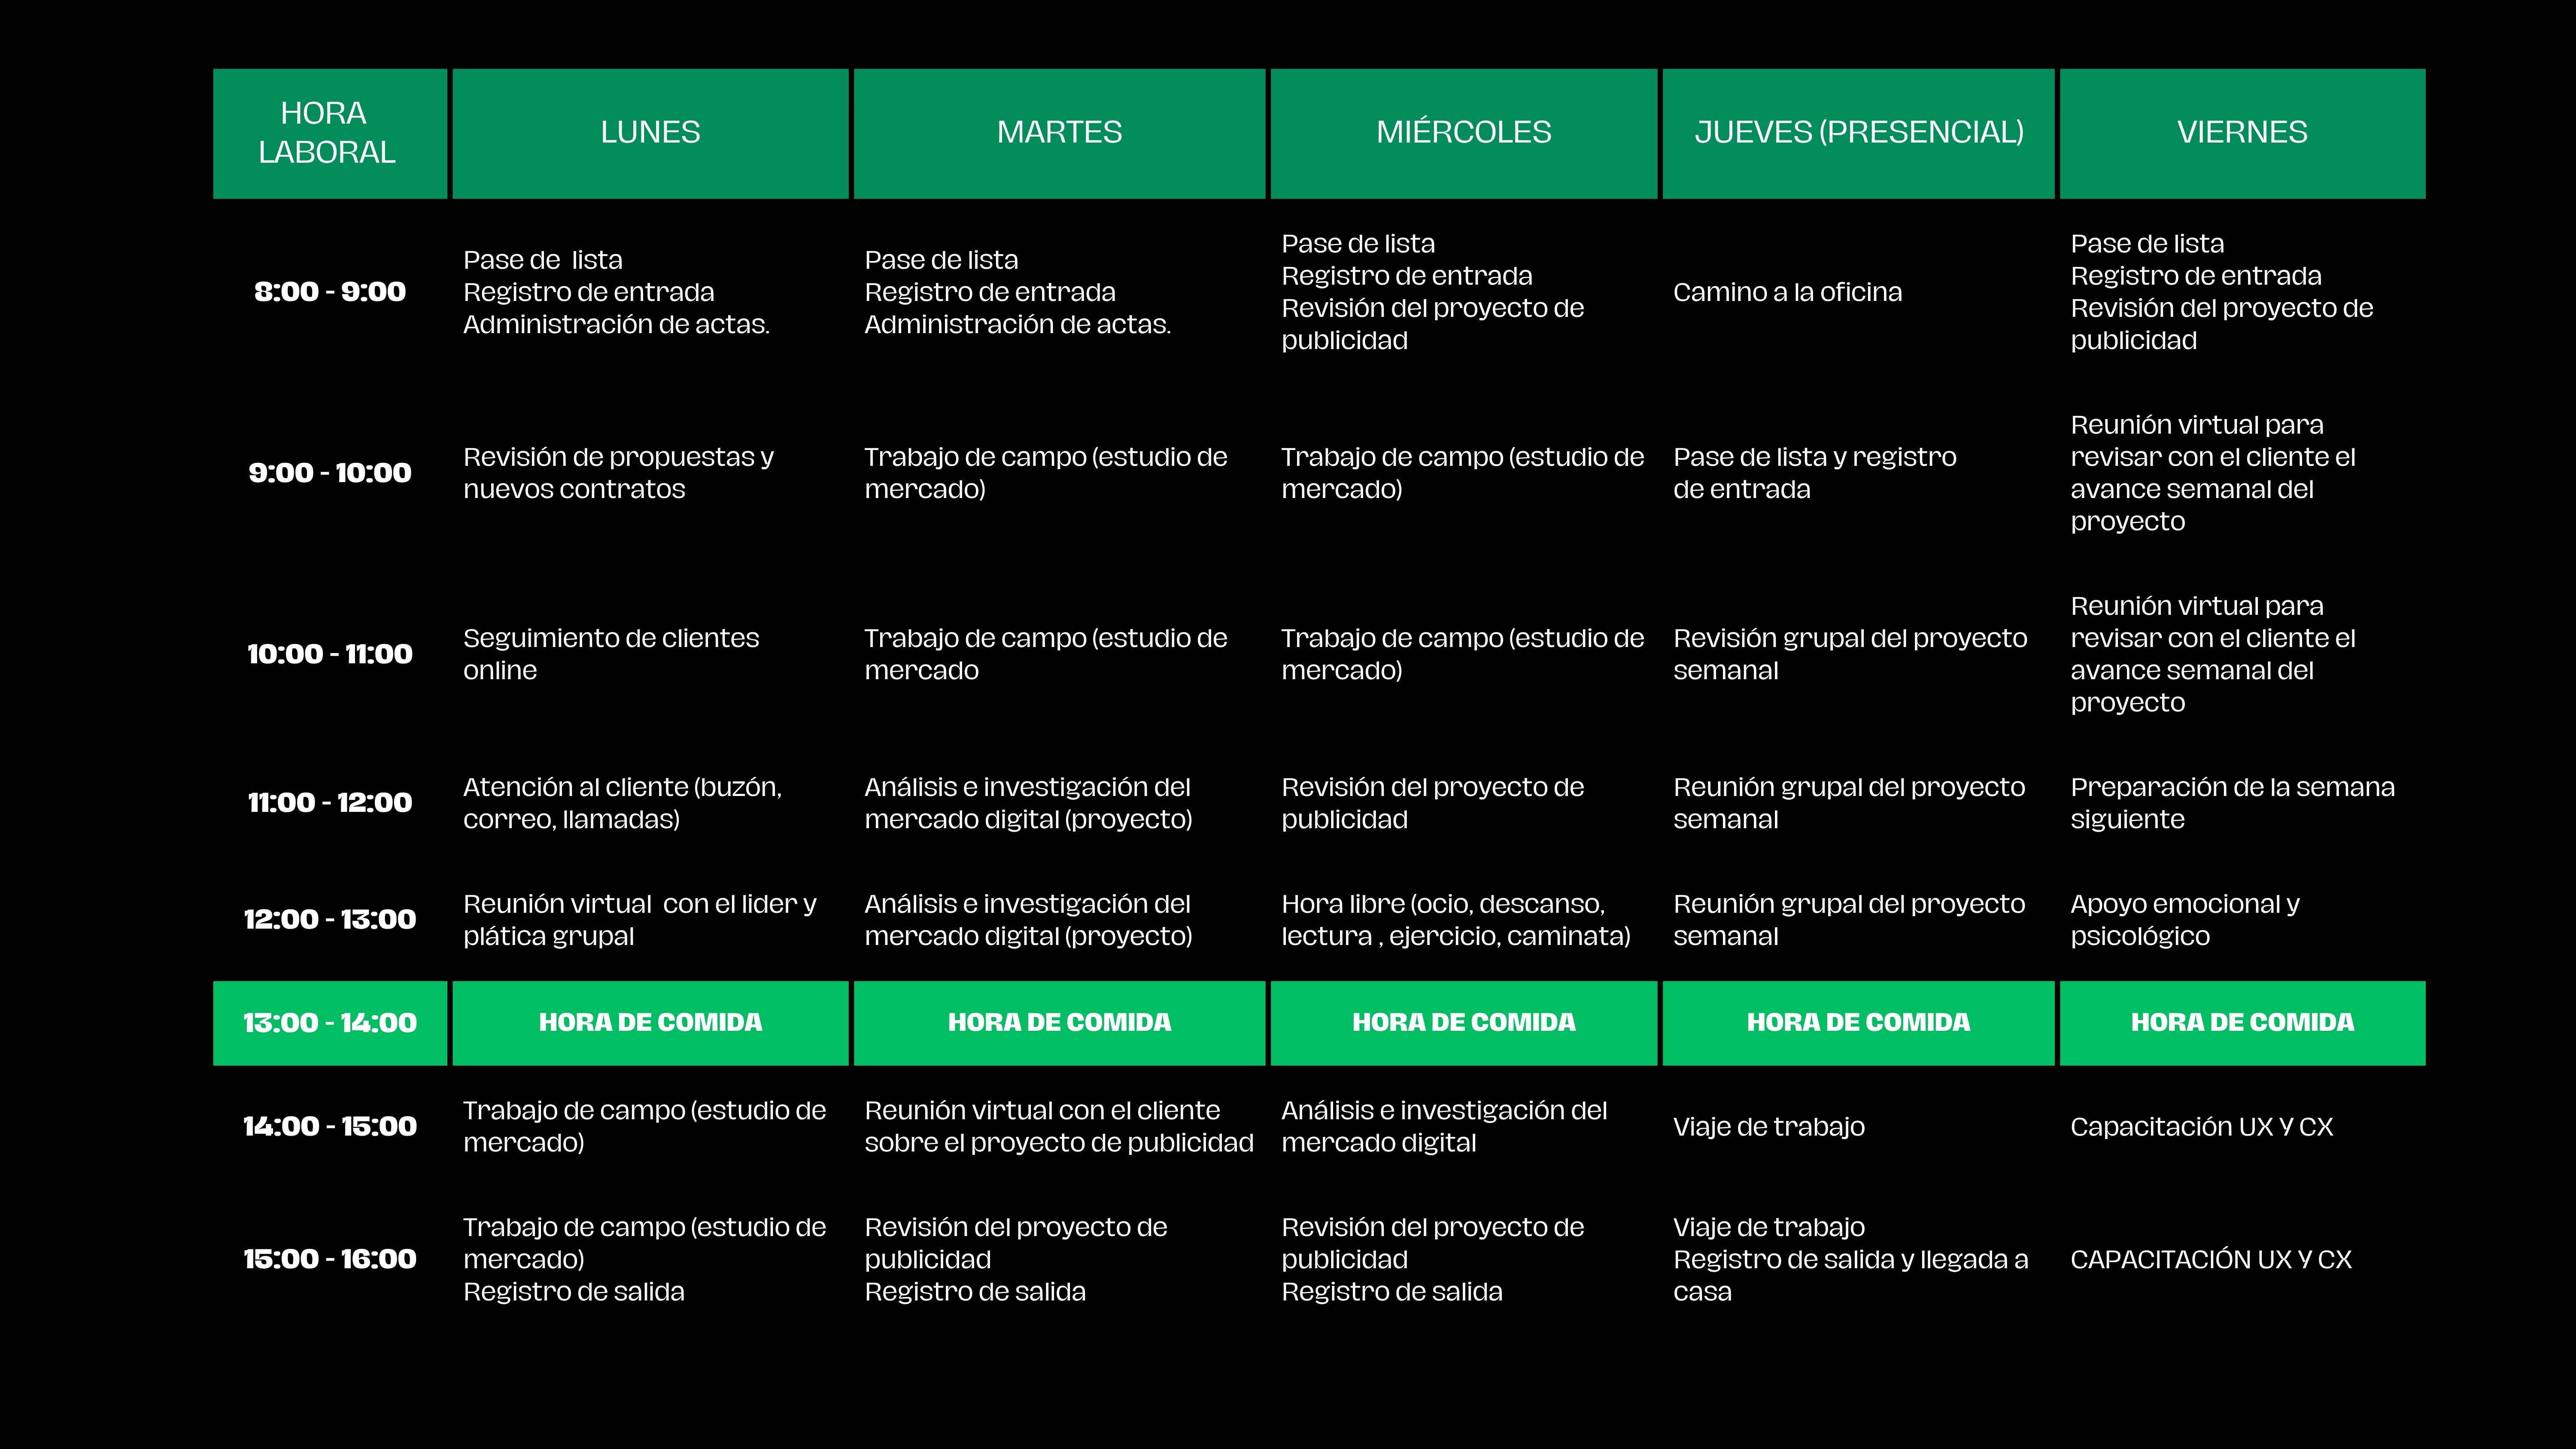 HORA
LABORAL
LUNES
MARTES
MIÉRCOLES
JUEVES (PRESENCIAL)
VIERNES
8:00 - 9:00
Pase de  lista
Registro de entrada
Administración de actas.
Pase de lista
Registro de entrada
Administración de actas.
Pase de lista
Registro de entrada
Revisión del proyecto de
publicidad
Camino a la oficina
Pase de lista
Registro de entrada
Revisión del proyecto de
publicidad
9:00 - 10:00
Revisión de propuestas y
nuevos contratos
Trabajo de campo (estudio de
mercado)
Trabajo de campo (estudio de
mercado)
Pase de lista y registro
de entrada
Reunión virtual para
revisar con el cliente el
avance semanal del
proyecto
10:00 - 11:00
Seguimiento de clientes
online
Trabajo de campo (estudio de
mercado
Trabajo de campo (estudio de
mercado)
Revisión grupal del proyecto
semanal
Reunión virtual para
revisar con el cliente el
avance semanal del
proyecto
11:00 - 12:00
Atención al cliente (buzón,
correo, llamadas)
Análisis e investigación del
mercado digital (proyecto)
Revisión del proyecto de
publicidad
Reunión grupal del proyecto
semanal
Preparación de la semana
siguiente
12:00 - 13:00
Reunión virtual  con el lider y
plática grupal
Análisis e investigación del
mercado digital (proyecto)
Hora libre (ocio, descanso,
lectura , ejercicio, caminata)
Reunión grupal del proyecto
semanal
Apoyo emocional y
psicológico
13:00 - 14:00
HORA DE COMIDA
HORA DE COMIDA
HORA DE COMIDA
HORA DE COMIDA
HORA DE COMIDA
14:00 - 15:00
Trabajo de campo (estudio de
mercado)
Reunión virtual con el cliente
sobre el proyecto de publicidad
Análisis e investigación del
mercado digital
Viaje de trabajo
Capacitación UX Y CX
15:00 - 16:00
Trabajo de campo (estudio de
mercado)
Registro de salida
Revisión del proyecto de
publicidad
Registro de salida
Revisión del proyecto de
publicidad
Registro de salida
Viaje de trabajo
Registro de salida y llegada a
casa
CAPACITACIÓN UX Y CX